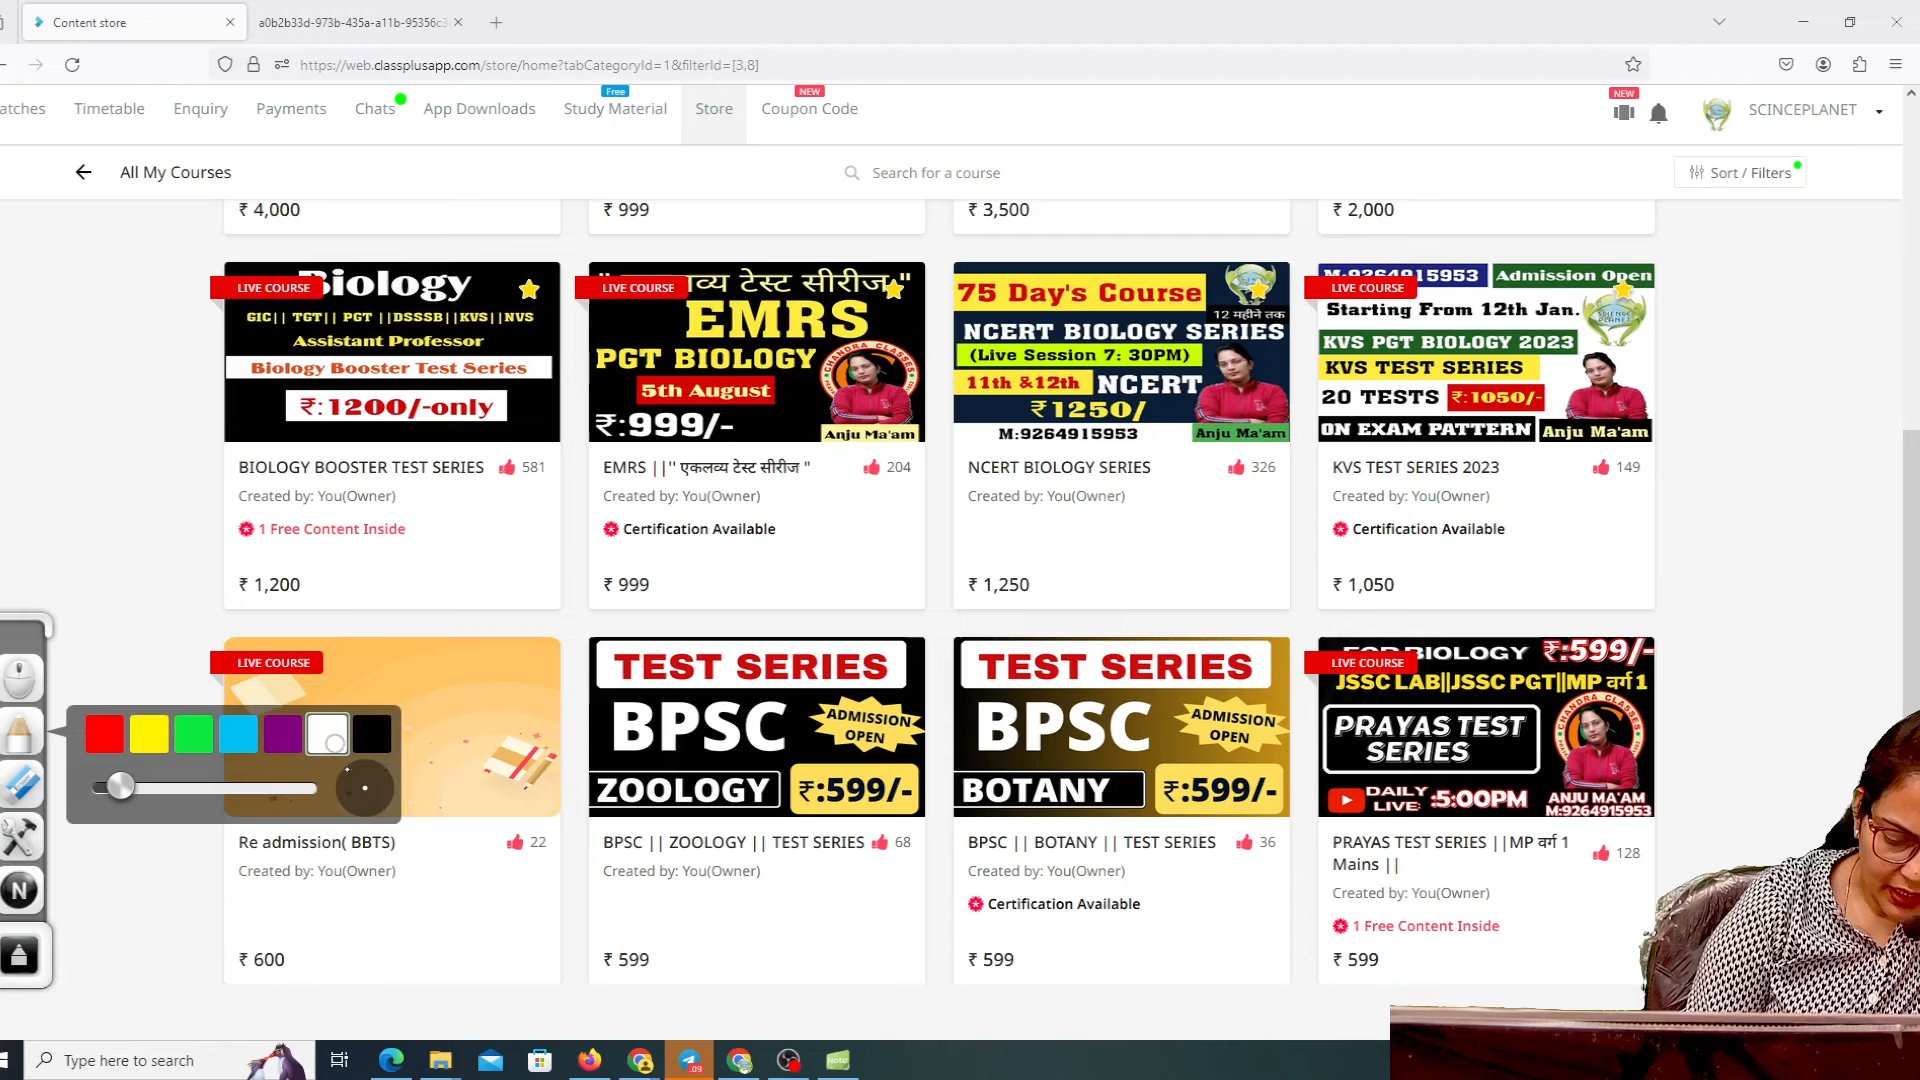 Content store
a0b2b33d-973b-435a-a11b-95356c3
https://web.classplusapp.com/store/home?tabCategoryId=1&filterId=[3,8]
atches
Timetable
Enquiry
Payments
Chats
App Downloads
Free
Study Material
Store
NEW
Coupon Code
NEW
SCINCEPLANET
All My Courses
Search for a course
Sort / Filters
₹ 4,000
₹ 999
₹ 3,500
₹ 2,000
LIVE COURSE
Biology
GIC|| TGT|| PGT ||DSSSB||KVS||NVS
Assistant Professor
Biology Booster Test Series
₹: 1200/-only
BIOLOGY BOOSTER TEST SERIES
581
Created by: You(Owner)
1 Free Content Inside
₹ 1,200
LIVE COURSE
टेस्ट सीरीज "
EMRS
PGT BIOLOGY
5th August
₹:999/-
CHANDRA CLASSES
Anju Ma'am
EMRS ||'' एकलव्य टेस्ट सीरीज "
204
Created by: You(Owner)
Certification Available
₹ 999
75 Day's Course
12 महीने तक
NCERT BIOLOGY SERIES
(Live Session 7: 30PM)
11th &12th NCERT
₹1250/
M:9264915953
Anju Ma'am
NCERT BIOLOGY SERIES
326
Created by: You(Owner)
₹ 1,250
M:9264915953
Admission Open
LIVE COURSE
Starting From 12th Jan.
SCIENCE PLANET
KVS PGT BIOLOGY 2023
KVS TEST SERIES
20 TESTS ₹:1050/-
ON EXAM PATTERN
Anju Ma'am
KVS TEST SERIES 2023
149
Created by: You(Owner)
Certification Available
₹ 1,050
LIVE COURSE
Re admission( BBTS)
22
Created by: You(Owner)
₹ 600
TEST SERIES
BPSC
ADMISSION OPEN
ZOOLOGY
₹:599/-
BPSC || ZOOLOGY || TEST SERIES
68
Created by: You(Owner)
₹ 599
TEST SERIES
BPSC
ADMISSION OPEN
BOTANY
₹:599/-
BPSC || BOTANY || TEST SERIES
36
Created by: You(Owner)
Certification Available
₹ 599
FOR BIOLOGY ₹:599/-
LIVE COURSE
JSSC LAB||JSSC PGT||MP वर्ग 1
PRAYAS TEST
SERIES
CHANDRA CLASSES
DAILY
LIVE :5:00PM
ANJU MA'AM
M:9264915953
PRAYAS TEST SERIES ||MP वर्ग 1
Mains ||
128
Created by: You(Owner)
1 Free Content Inside
₹ 599
N
Type here to search
.09
Note